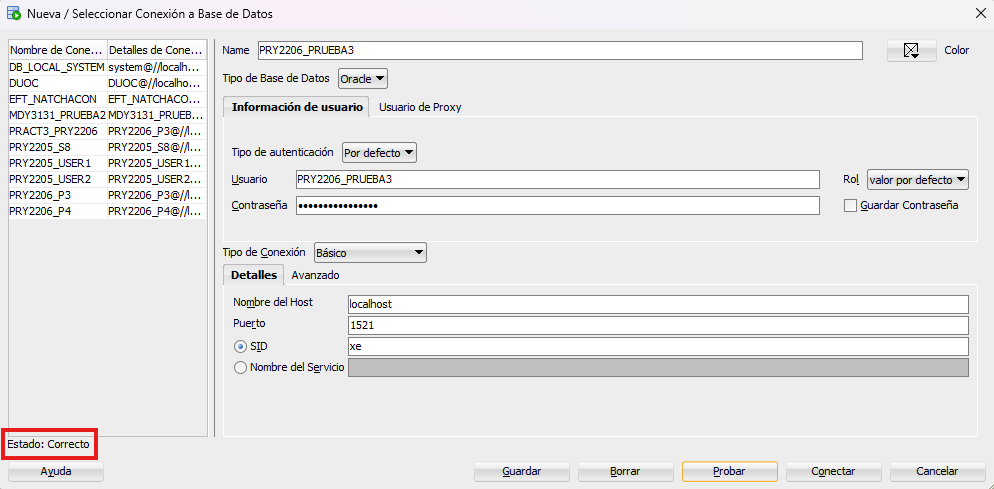 Nueva / Seleccionar Conexión a Base de Datos
Nombre de Cone... Detalles de Cone...
DB_LOCAL_SYSTEM system@//localh...
DUOC DUOC@//localho...
EFT_NATCHACON EFT_NATCHACO...
MDY3131_PRUEBA2 MDY3131_PRUEB...
PRACT3_PRY2206 PRY2206_P3@//l...
PRY2205_S8 PRY2205_S8@//l...
PRY2205_USER1 PRY2205_USER1...
PRY2205_USER2 PRY2205_USER2...
PRY2206_P3 PRY2206_P3@//l...
PRY2206_P4 PRY2206_P4@//l...
Estado: Correcto
Name PRY2206_PRUEBA3 Color
Tipo de Base de Datos Oracle
Información de usuario Usuario de Proxy
Tipo de autenticación Por defecto
Usuario PRY2206_PRUEBA3 Rol valor por defecto
Contraseña •••••••••••••••• Guardar Contraseña
Tipo de Conexión Básico
Detalles Avanzado
Nombre del Host localhost
Puerto 1521
SID xe
Nombre del Servicio
Ayuda Guardar Borrar Probar Conectar Cancelar